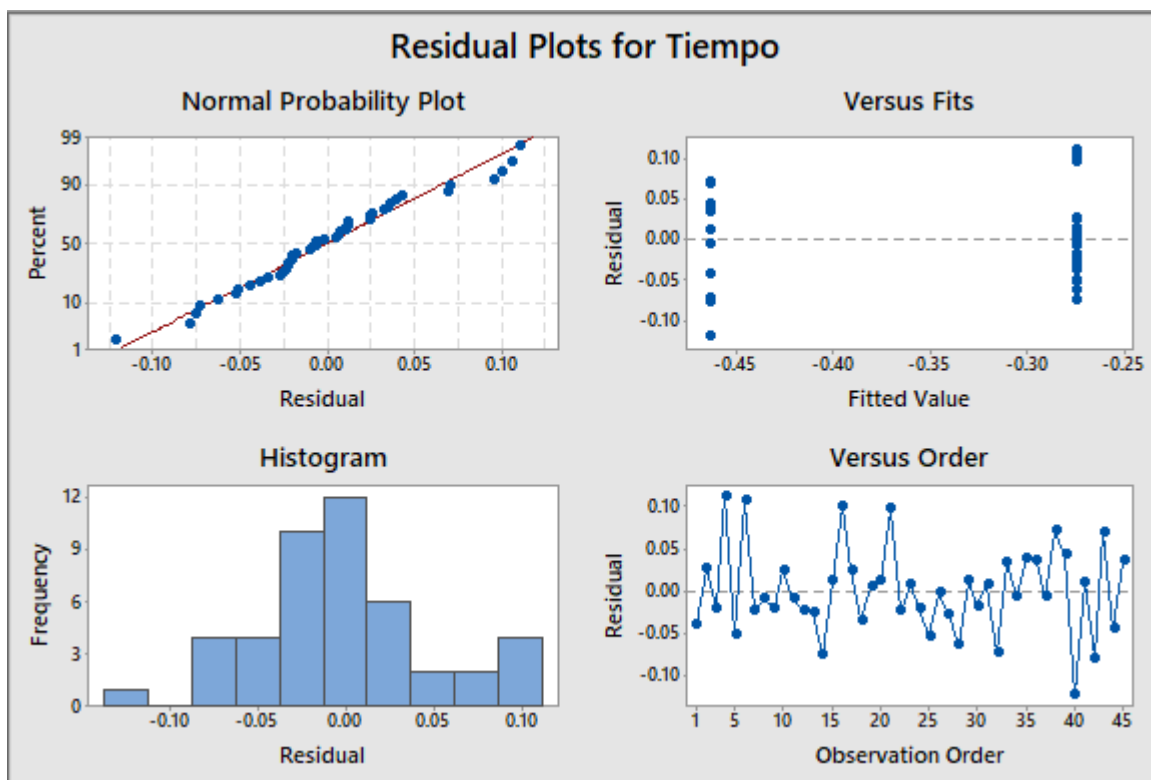 Residual Plots for Tiempo
Normal Probability Plot
99
90
50
10
1
Percent
-0.10 -0.05 0.00 0.05 0.10
Residual
Versus Fits
0.10
0.05
0.00
-0.05
-0.10
Residual
-0.45 -0.40 -0.35 -0.30 -0.25
Fitted Value
Histogram
12
9
6
3
0
Frequency
-0.10 -0.05 0.00 0.05 0.10
Residual
Versus Order
0.10
0.05
0.00
-0.05
-0.10
Residual
1 5 10 15 20 25 30 35 40 45
Observation Order